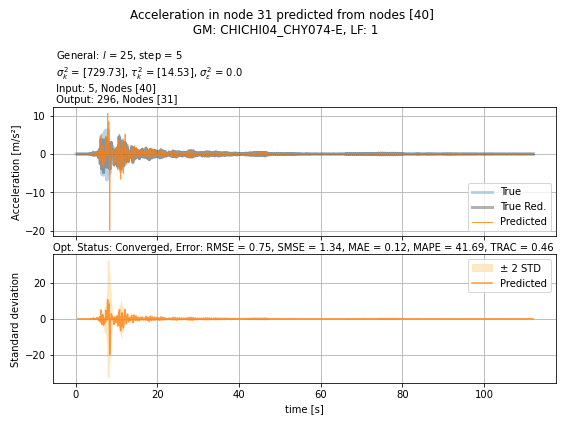 Acceleration in node 31 predicted from nodes [40]
GM: CHICHI04_CHY074-E, LF: 1
General: l = 25, step = 5
σ²ₖ = [729.73], τ²ₖ = [14.53], σ²ε = 0.0
Input: 5, Nodes [40]
Output: 296, Nodes [31]
Acceleration [m/s²]
10
0
−10
−20
True
True Red.
Predicted
Opt. Status: Converged, Error: RMSE = 0.75, SMSE = 1.34, MAE = 0.12, MAPE = 41.69, TRAC = 0.46
Standard deviation
20
0
−20
± 2 STD
Predicted
0 20 40 60 80 100
time [s]